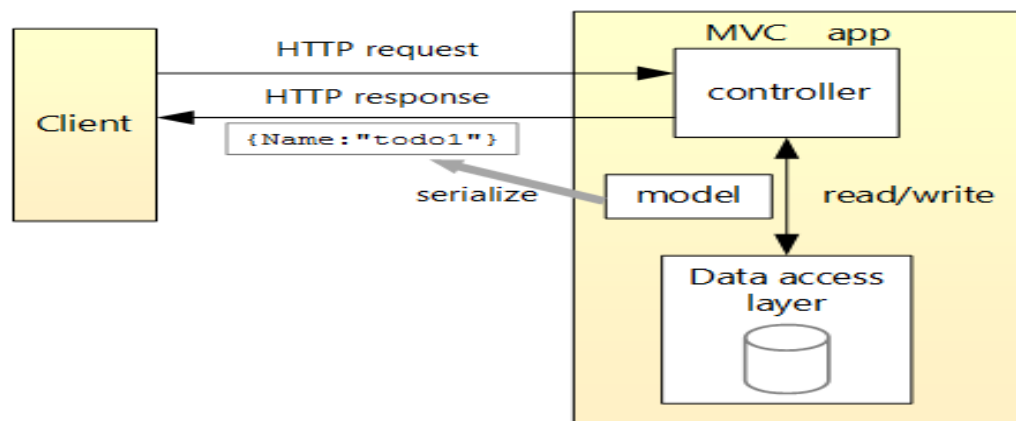 MVC app
HTTP request
controller
HTTP response
Client
{Name:"todo1"}
serialize
model
read/write
Data access
layer